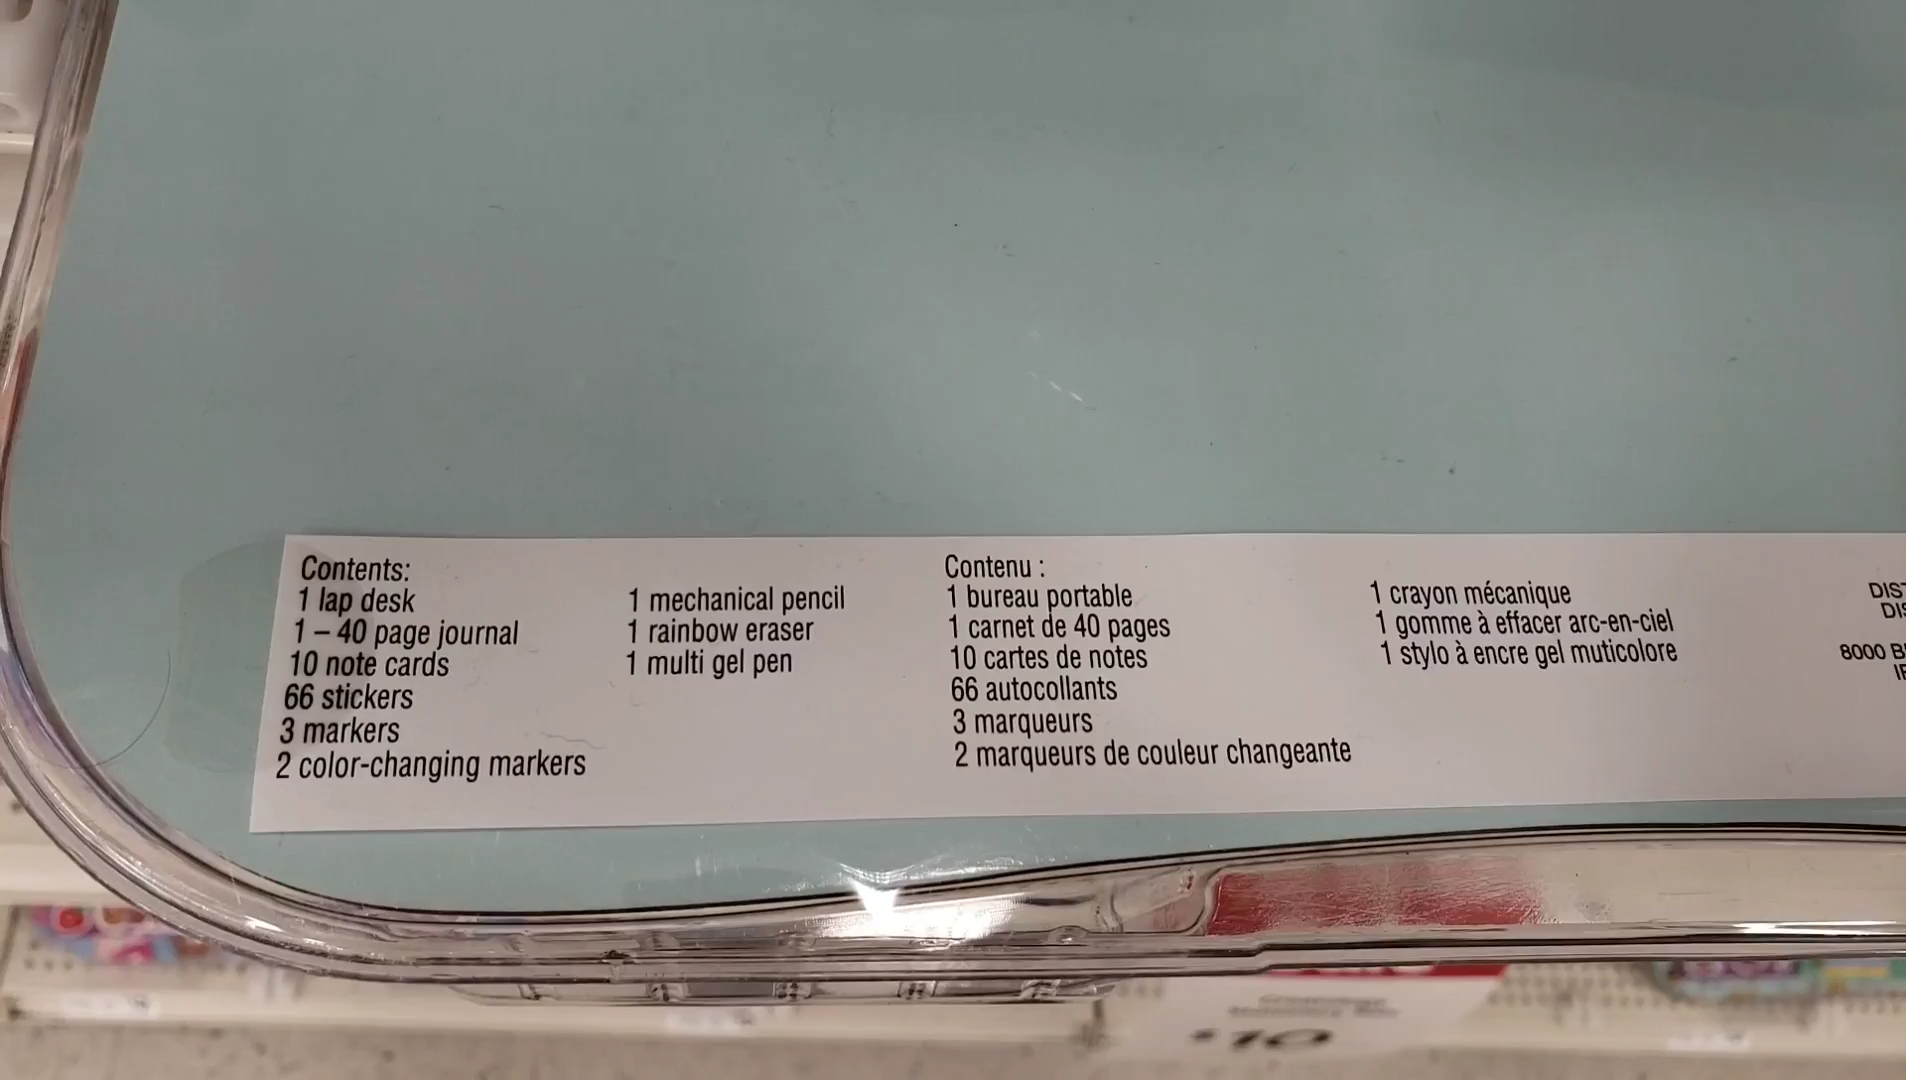 Contents:
1 lap desk
1 – 40 page journal
10 note cards
66 stickers
3 markers
2 color-changing markers
1 mechanical pencil
1 rainbow eraser
1 multi gel pen
Contenu :
1 bureau portable
1 carnet de 40 pages
10 cartes de notes
66 autocollants
3 marqueurs
2 marqueurs de couleur changeante
1 crayon mécanique
1 gomme à effacer arc-en-ciel
1 stylo à encre gel muticolore
8000
$10